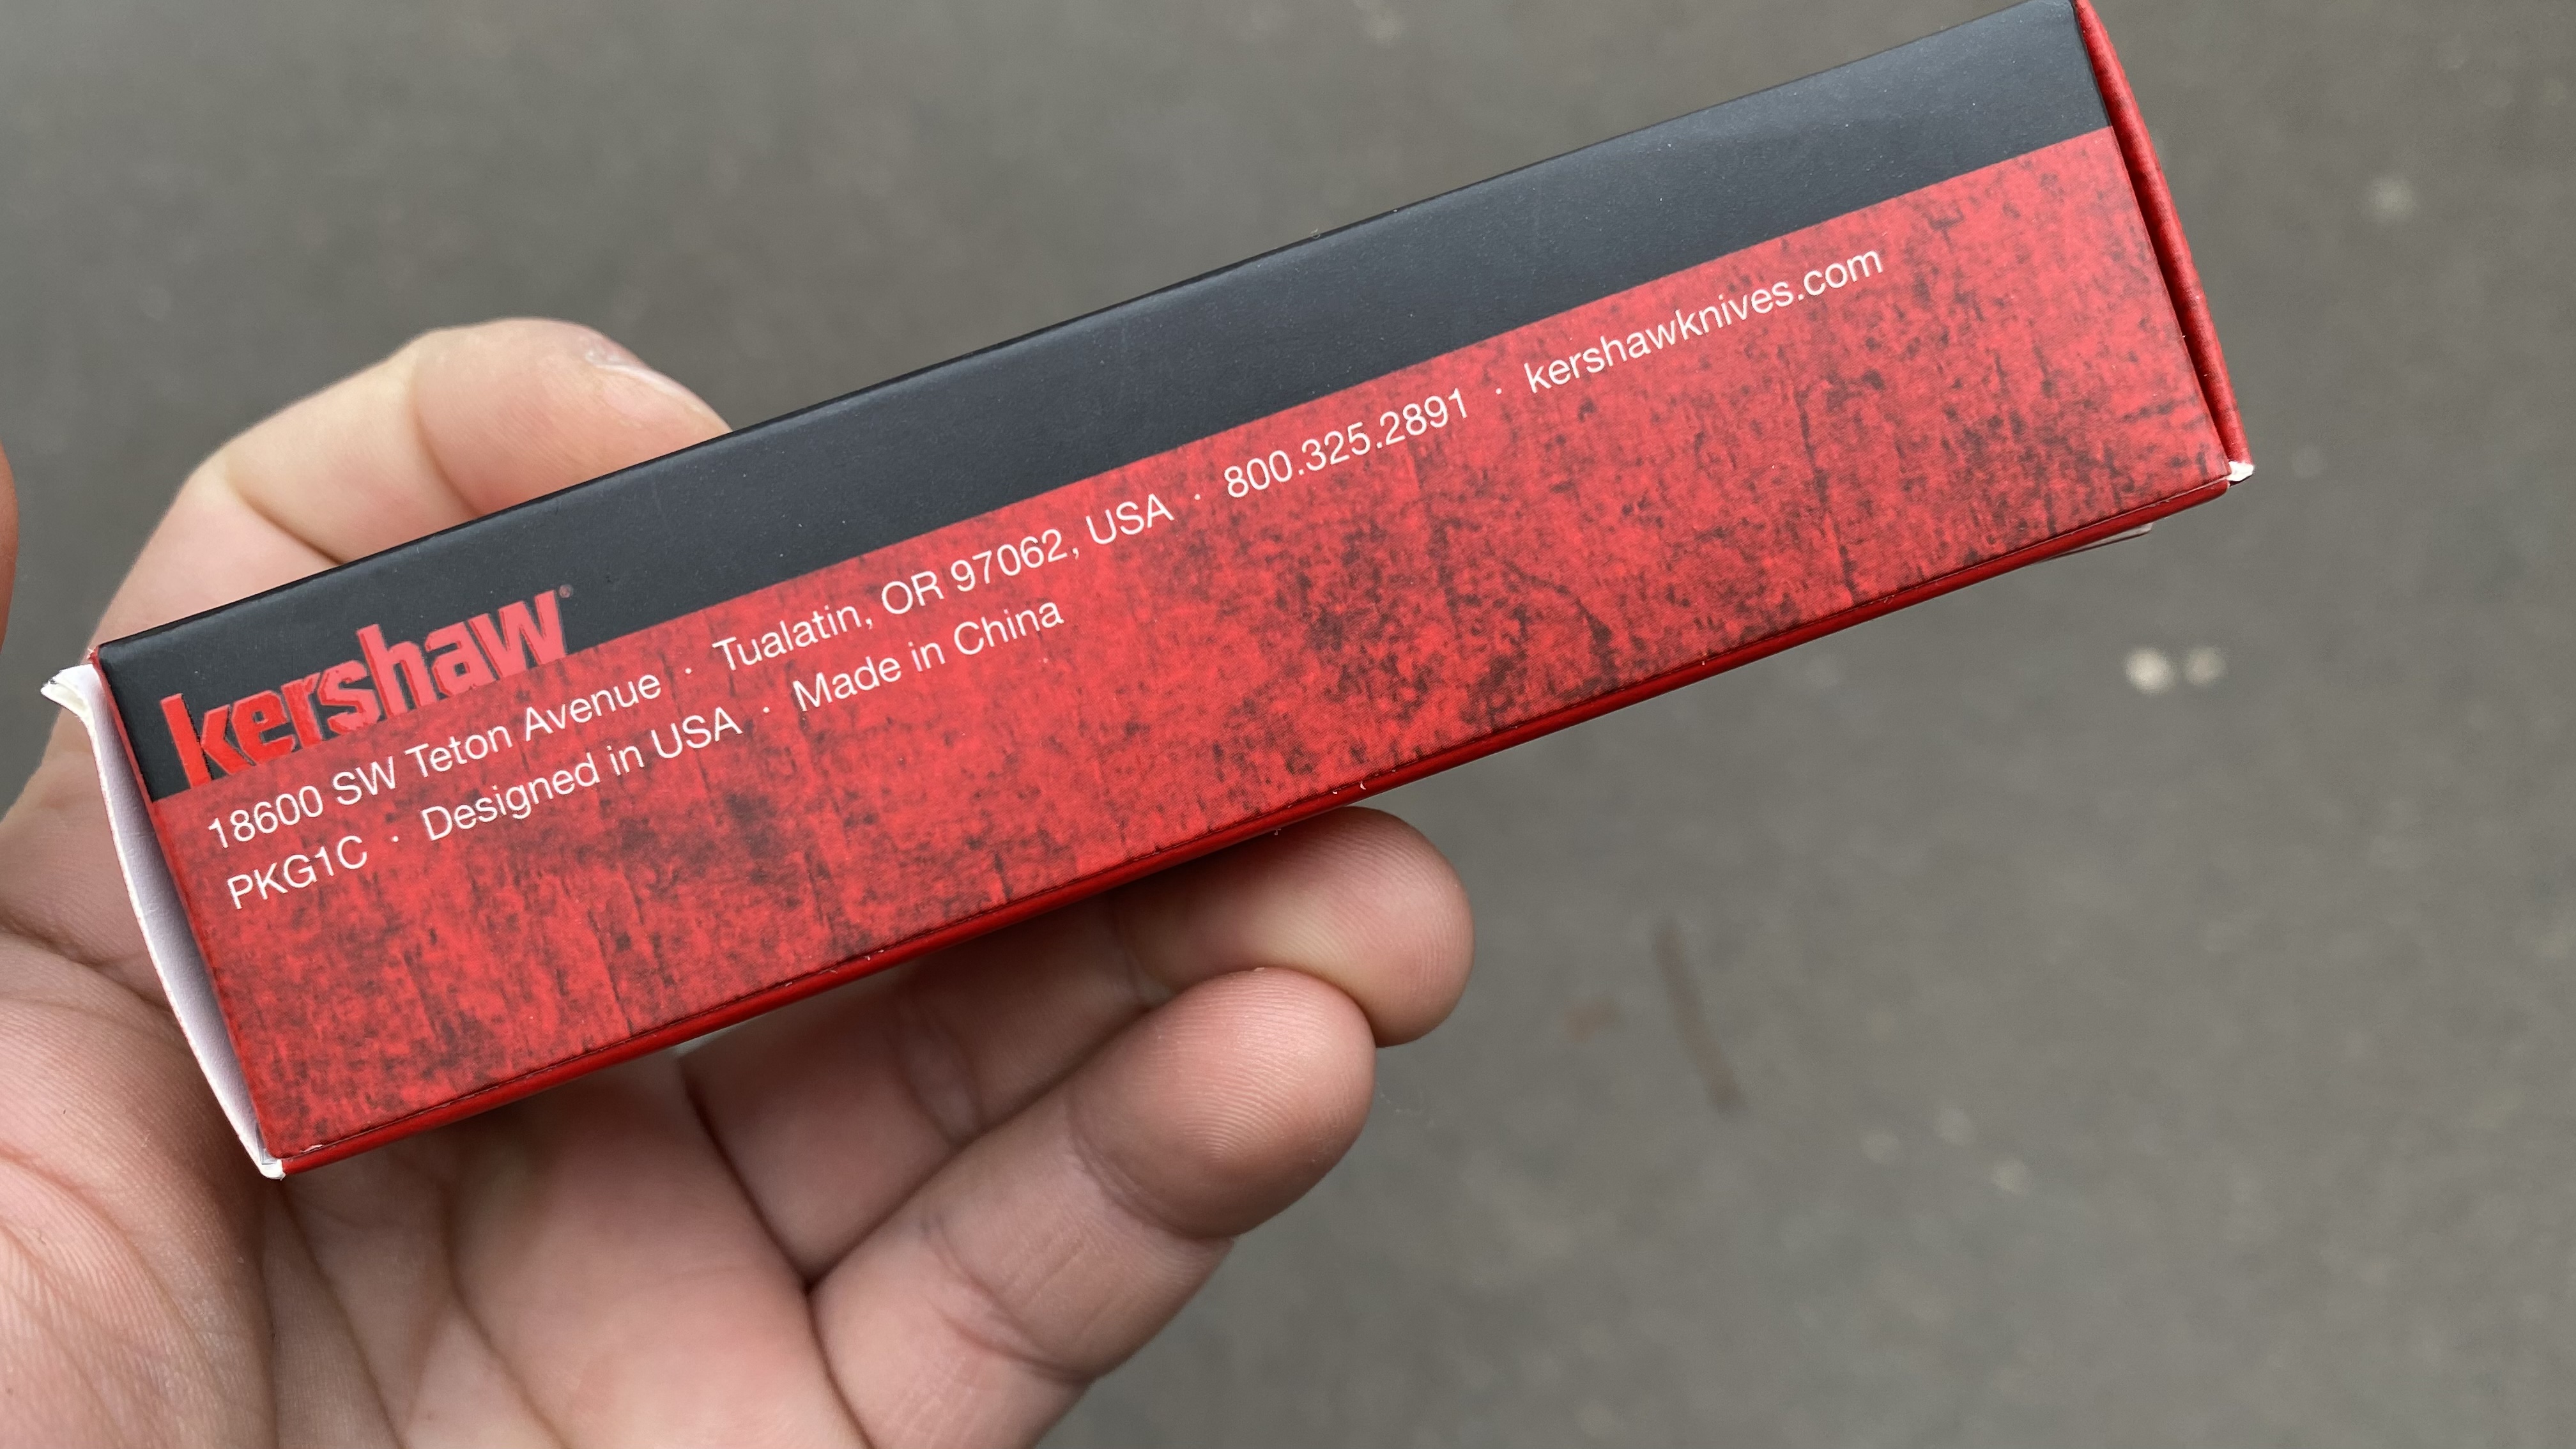 kershaw®
18600 SW Teton Avenue · Tualatin, OR 97062, USA · 800.325.2891 · kershawknives.com
PKG1C · Designed in USA · Made in China